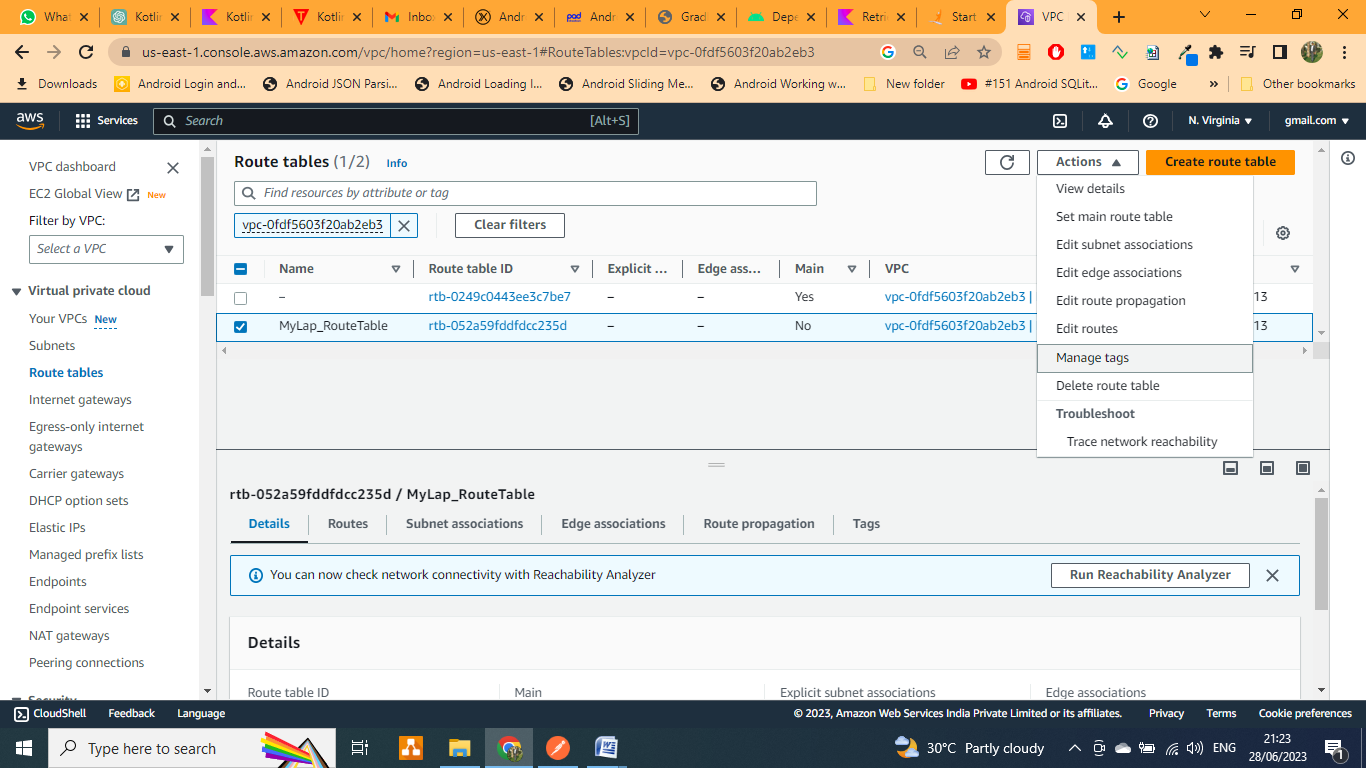 What
Kotlin
Kotlin
Kotlin
Inbox
Andr
Andr
Grad
Depe
Retri
Start
VPC
us-east-1.console.aws.amazon.com/vpc/home?region=us-east-1#RouteTables:vpcId=vpc-0fdf5603f20ab2eb3
Downloads
Android Login and...
Android JSON Parsi...
Android Loading I...
Android Sliding Me...
Android Working w...
New folder
#151 Android SQLit...
Google
»
Other bookmarks
aws
Services
Search
[Alt+S]
N. Virginia
gmail.com
VPC dashboard
EC2 Global View New
Filter by VPC:
Select a VPC
Virtual private cloud
Your VPCs New
Subnets
Route tables
Internet gateways
Egress-only internet
gateways
Carrier gateways
DHCP option sets
Elastic IPs
Managed prefix lists
Endpoints
Endpoint services
NAT gateways
Peering connections
Security
Route tables (1/2) Info
Actions
Create route table
Find resources by attribute or tag
vpc-0fdf5603f20ab2eb3
Clear filters
Name Route table ID Explicit ... Edge ass... Main VPC
– rtb-0249c0443ee3c7be7 – – Yes vpc-0fdf5603f20ab2eb3 | 13
MyLap_RouteTable rtb-052a59fddfdcc235d – – No vpc-0fdf5603f20ab2eb3 | 13
View details
Set main route table
Edit subnet associations
Edit edge associations
Edit route propagation
Edit routes
Manage tags
Delete route table
Troubleshoot
Trace network reachability
rtb-052a59fddfdcc235d / MyLap_RouteTable
Details Routes Subnet associations Edge associations Route propagation Tags
You can now check network connectivity with Reachability Analyzer
Run Reachability Analyzer
Details
Route table ID Main Explicit subnet associations Edge associations
CloudShell Feedback Language
© 2023, Amazon Web Services India Private Limited or its affiliates. Privacy Terms Cookie preferences
Type here to search
30°C Partly cloudy
ENG
21:23
28/06/2023
1